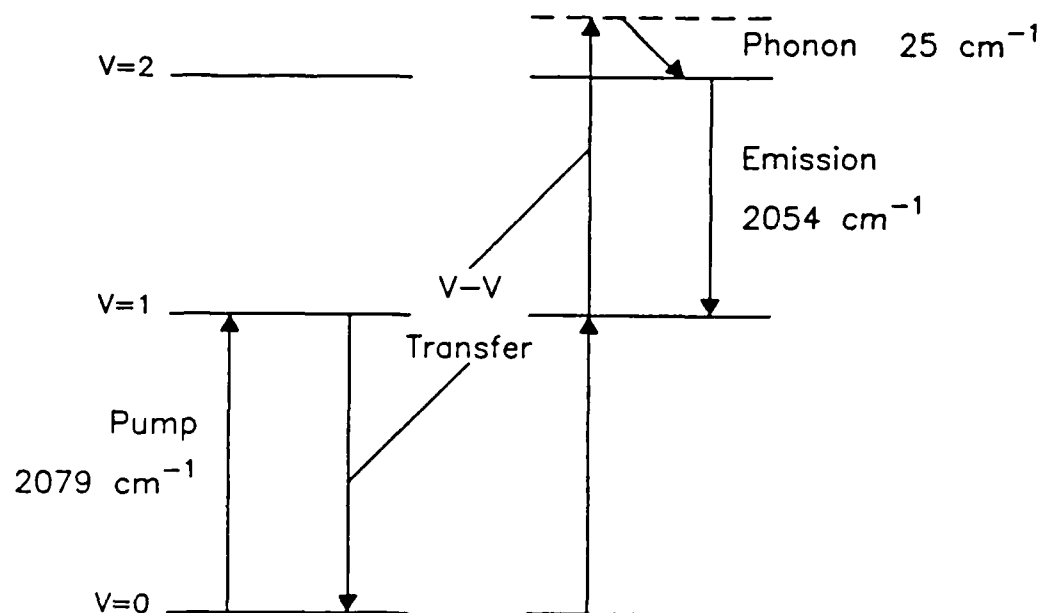 V=2
Phonon 25 cm⁻¹
Emission
2054 cm⁻¹
V−V
V=1
Transfer
Pump
2079 cm⁻¹
V=0